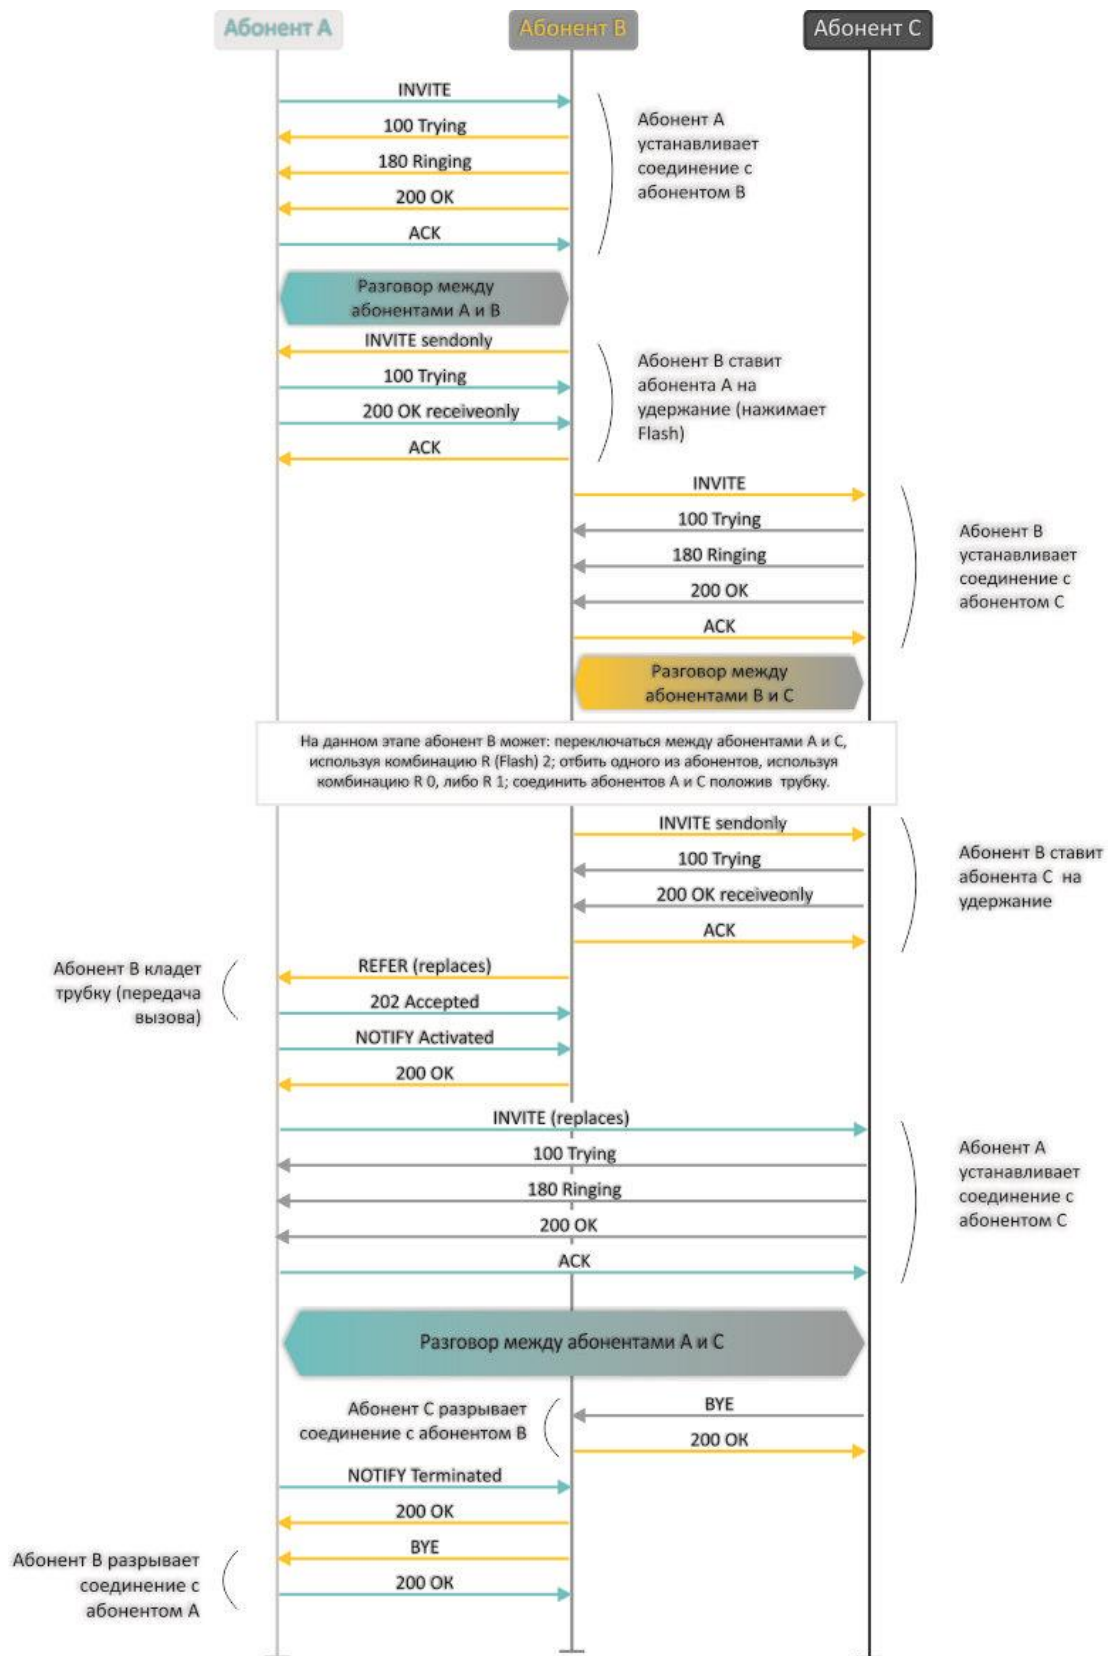 Абонент А
Абонент В
Абонент С
INVITE
100 Trying
180 Ringing
200 OK
ACK
Абонент А
устанавливает
соединение с
абонентом В
Разговор между
абонентами А и В
INVITE sendonly
100 Trying
200 OK receiveonly
ACK
Абонент В ставит
абонента А на
удержание (нажимает
Flash)
INVITE
100 Trying
180 Ringing
200 OK
ACK
Абонент В
устанавливает
соединение с
абонентом С
Разговор между
абонентами В и С
На данном этапе абонент В может: переключаться между абонентами А и С,
используя комбинацию R (Flash) 2; отбить одного из абонентов, используя
комбинацию R 0, либо R 1; соединить абонентов А и С положив трубку.
INVITE sendonly
100 Trying
200 OK receiveonly
ACK
Абонент В ставит
абонента С на
удержание
Абонент В кладет
трубку (передача
вызова)
REFER (replaces)
202 Accepted
NOTIFY Activated
200 OK
INVITE (replaces)
100 Trying
180 Ringing
200 OK
ACK
Абонент А
устанавливает
соединение с
абонентом С
Разговор между абонентами А и С
Абонент С разрывает
соединение с абонентом В
BYE
200 OK
NOTIFY Terminated
200 OK
BYE
200 OK
Абонент В разрывает
соединение с
абонентом А